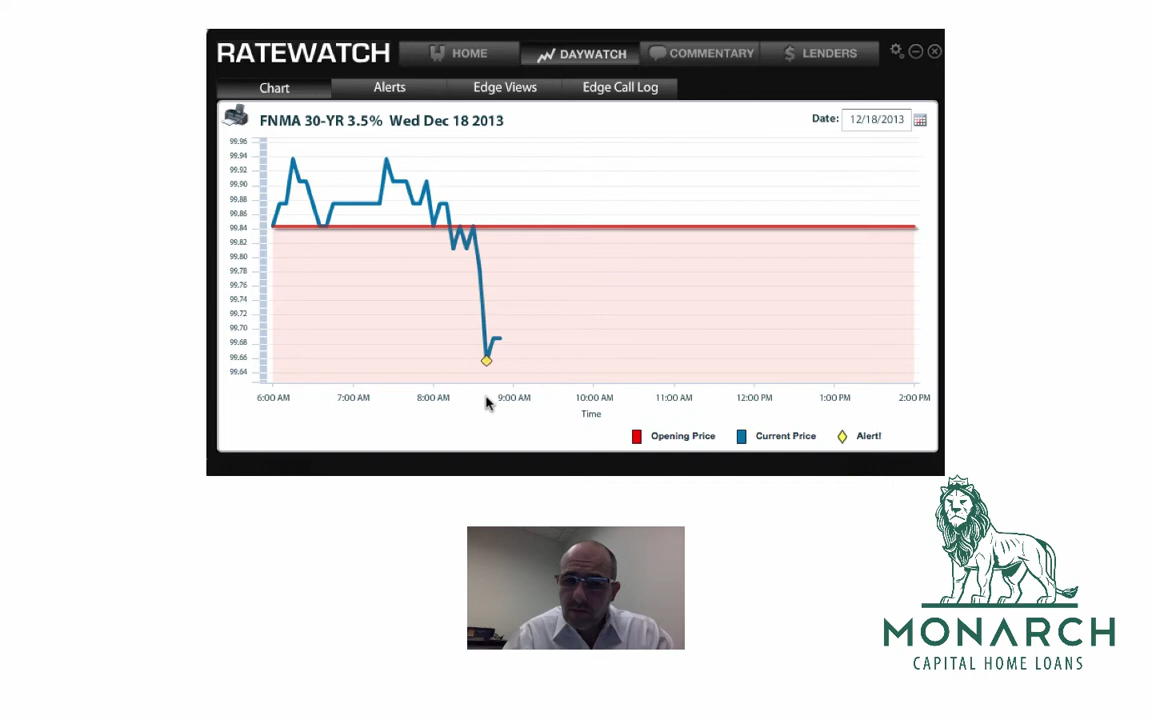 RATEWATCH
HOME
DAYWATCH
COMMENTARY
$ LENDERS
Chart
Alerts
Edge Views
Edge Call Log
FNMA 30-YR 3.5% Wed Dec 18 2013
Date: 12/18/2013
99.96
99.94
99.92
99.90
99.88
99.86
99.84
99.82
99.80
99.78
99.76
99.74
99.72
99.70
99.68
99.66
99.64
6:00 AM 7:00 AM 8:00 AM 9:00 AM 10:00 AM 11:00 AM 12:00 PM 1:00 PM 2:00 PM
Time
Opening Price
Current Price
Alert!
MONARCH
CAPITAL HOME LOANS